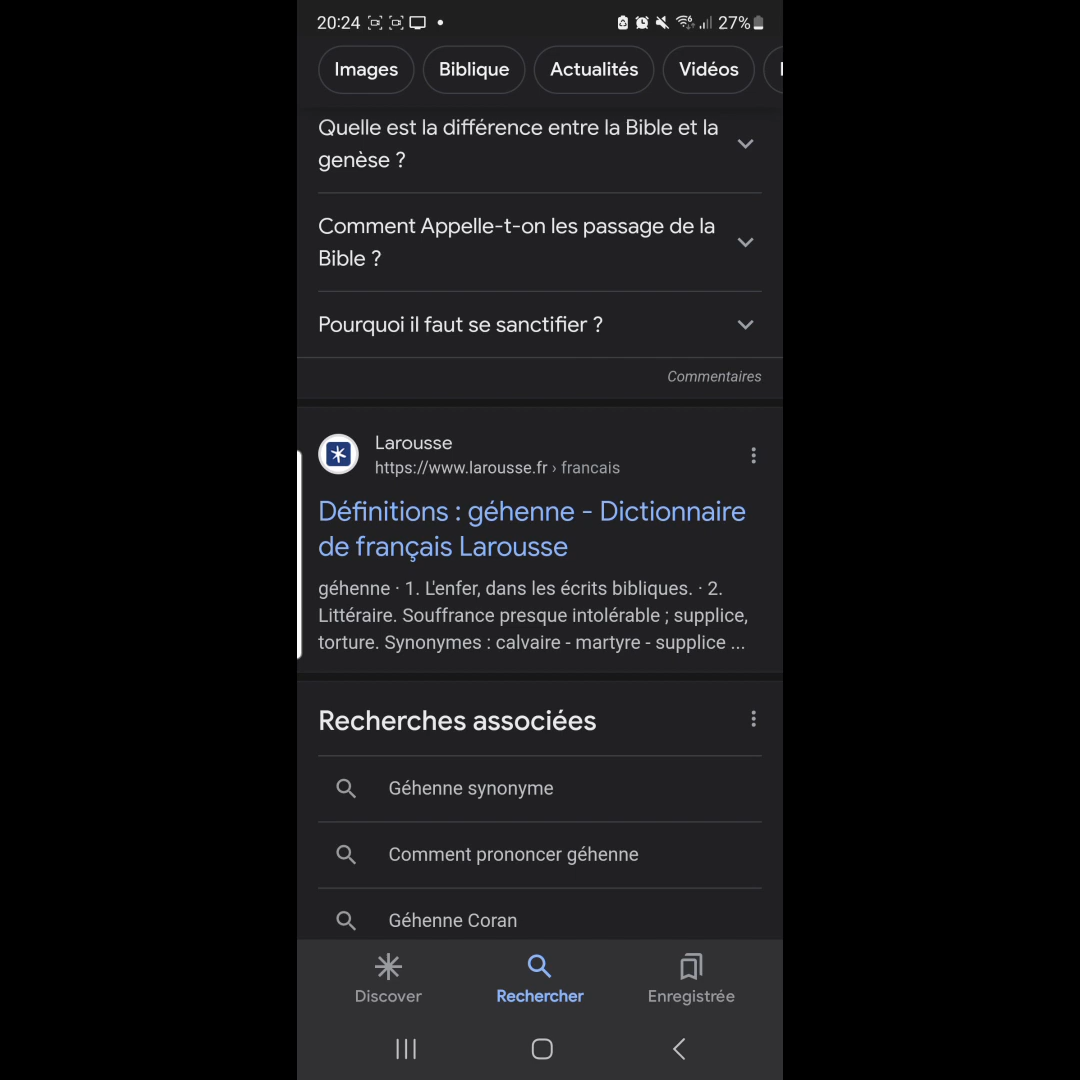 20:24
27%
Images
Biblique
Actualités
Vidéos
Quelle est la différence entre la Bible et la
genèse ?
Comment Appelle-t-on les passage de la
Bible ?
Pourquoi il faut se sanctifier ?
Commentaires
Larousse
https://www.larousse.fr › francais
Définitions : géhenne - Dictionnaire
de français Larousse
géhenne · 1. L'enfer, dans les écrits bibliques. · 2.
Littéraire. Souffrance presque intolérable ; supplice,
torture. Synonymes : calvaire - martyre - supplice ...
Recherches associées
Géhenne synonyme
Comment prononcer géhenne
Géhenne Coran
Discover
Rechercher
Enregistrée